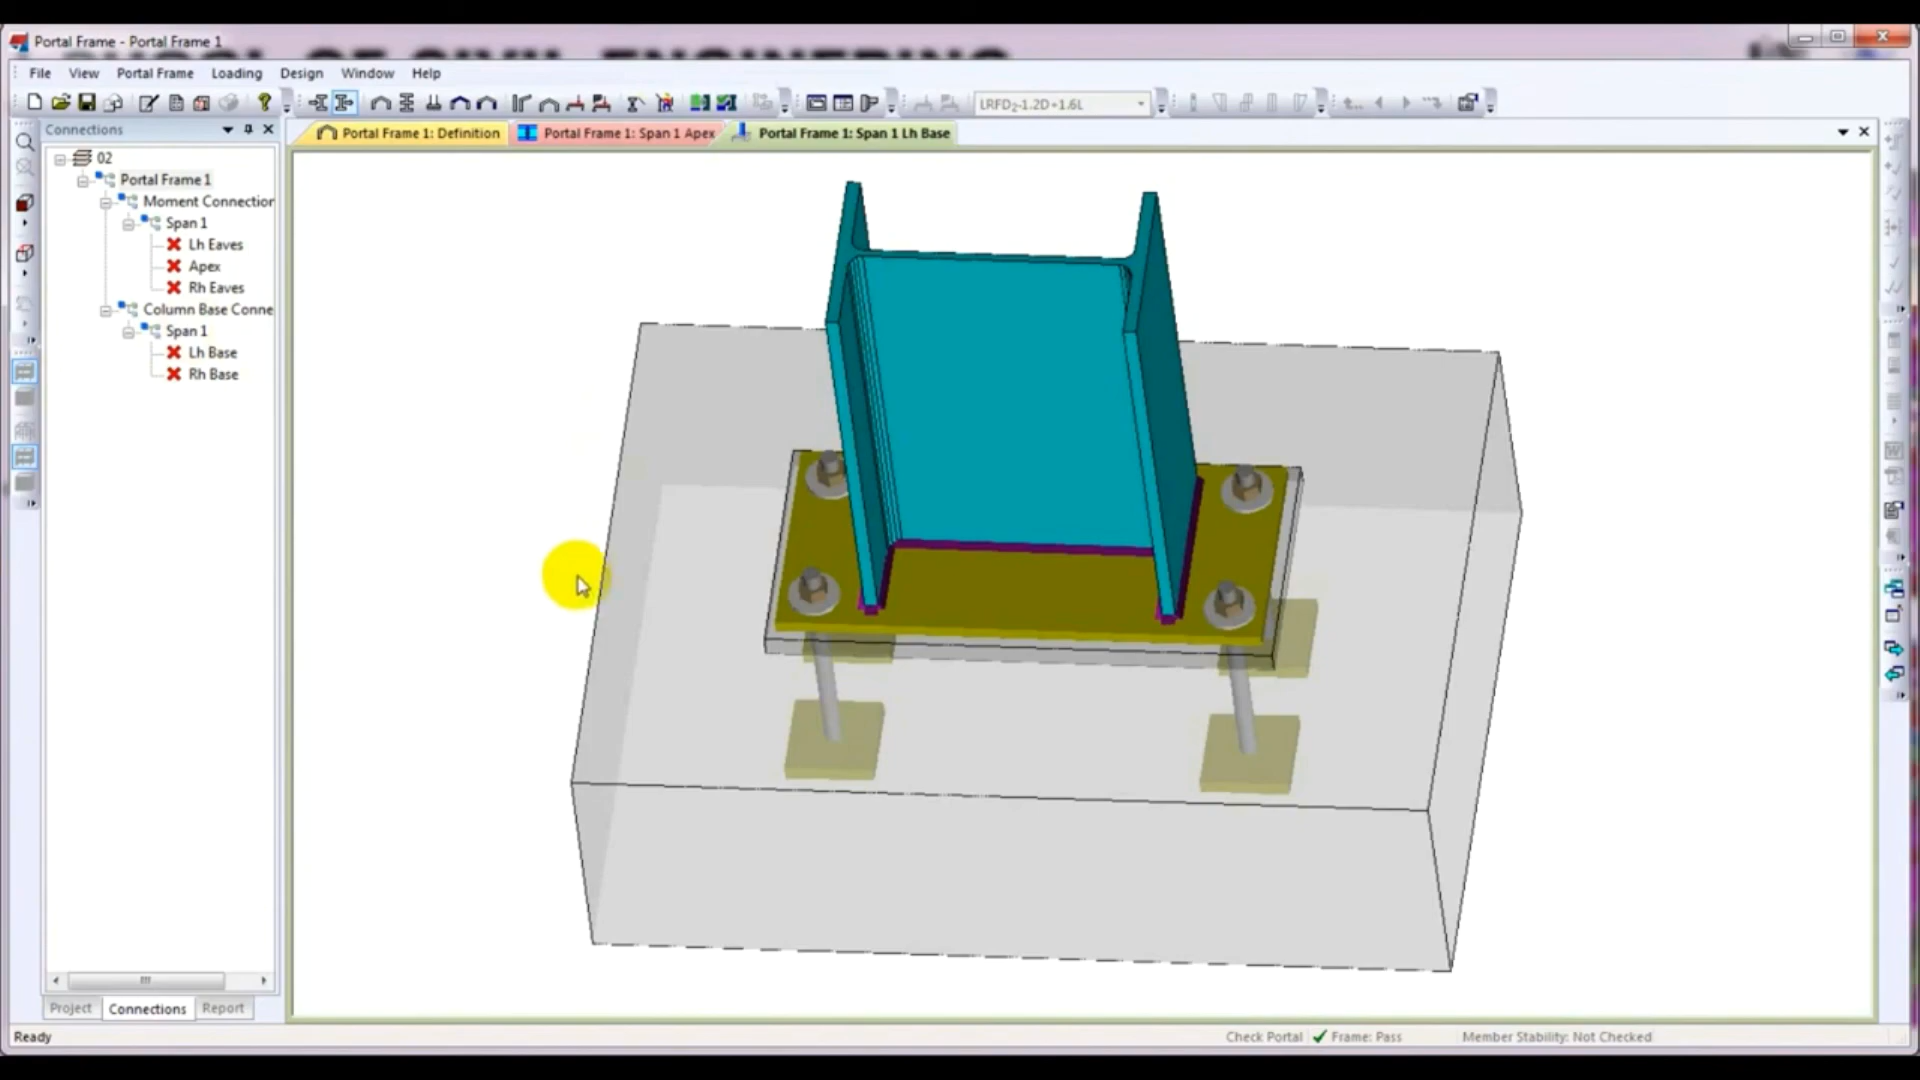 Portal Frame - Portal Frame 1
OF CIVIL ENGINEERING
File View Portal Frame Loading Design Window Help
LRFD2-1.2D+1.6L
Connections
Portal Frame 1: Definition
Portal Frame 1: Span 1 Apex
Portal Frame 1: Span 1 Lh Base
02
Portal Frame 1
Moment Connection
Span 1
Lh Eaves
Apex
Rh Eaves
Column Base Conne
Span 1
Lh Base
Rh Base
Project Connections Report
Ready
Check Portal
Frame: Pass
Member Stability: Not Checked